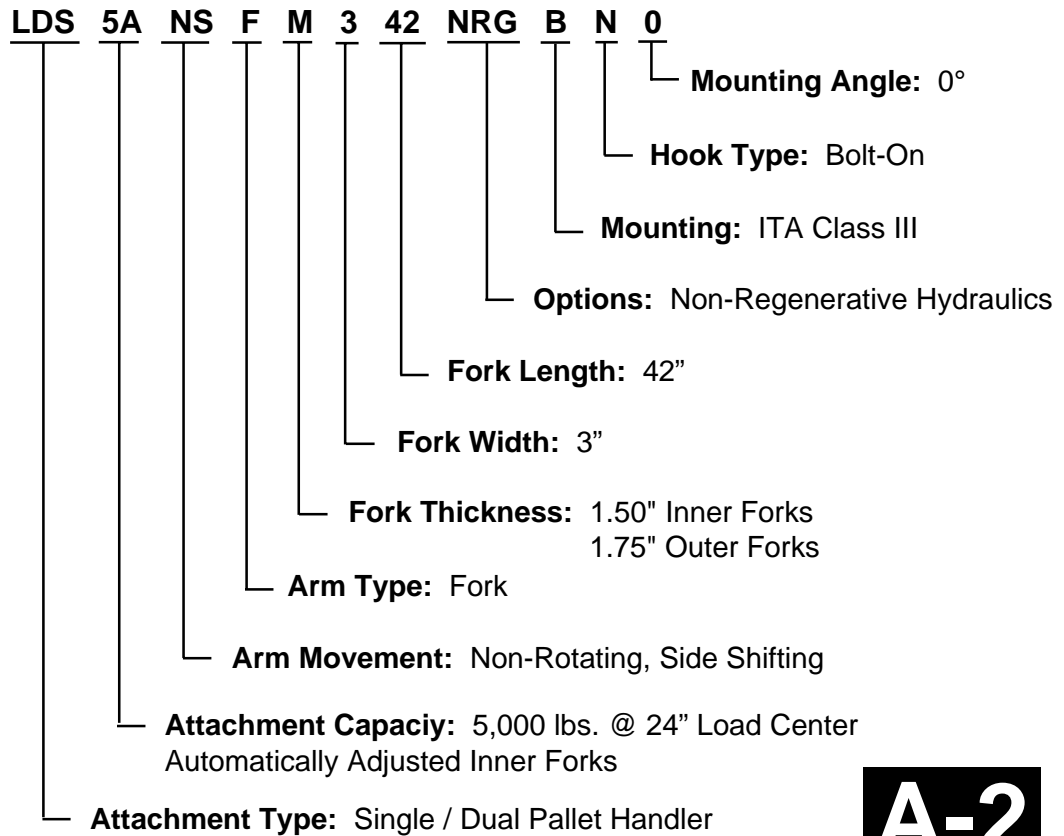 LDS 5A NS F M 3 42 NRG B N 0
Mounting Angle: 0°
Hook Type: Bolt-On
Mounting: ITA Class III
Options: Non-Regenerative Hydraulics
Fork Length: 42”
Fork Width: 3”
Fork Thickness: 1.50" Inner Forks
1.75" Outer Forks
Arm Type: Fork
Arm Movement: Non-Rotating, Side Shifting
Attachment Capaciy: 5,000 lbs. @ 24” Load Center
Automatically Adjusted Inner Forks
Attachment Type: Single / Dual Pallet Handler
A-2